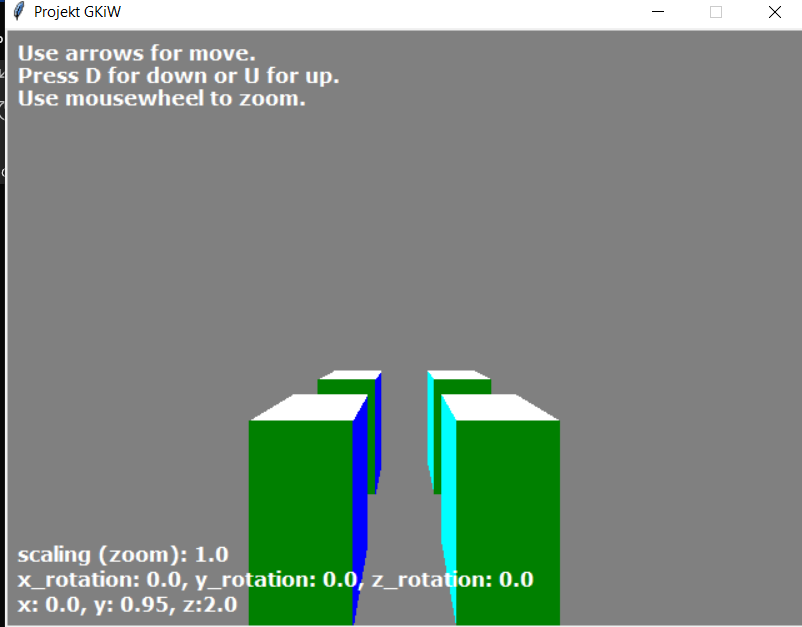 Projekt GKiW
Use arrows for move.
Press D for down or U for up.
Use mousewheel to zoom.
scaling (zoom): 1.0
x_rotation: 0.0, y_rotation: 0.0, z_rotation: 0.0
x: 0.0, y: 0.95, z:2.0